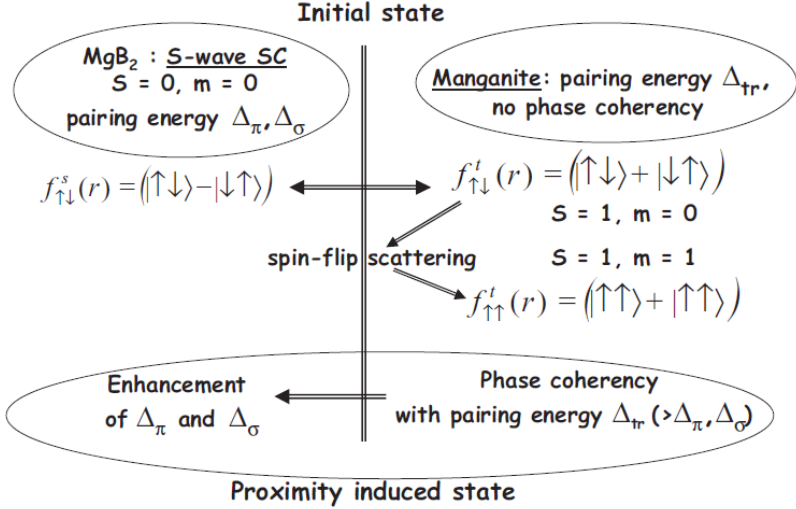 Initial state
MgB₂ : S-wave SC
S = 0, m = 0
pairing energy Δπ, Δσ
Manganite: pairing energy Δtr,
no phase coherency
fˢ↑↓(r) = (|↑↓⟩−|↓↑⟩)
fᵗ↑↓(r) = (|↑↓⟩+|↓↑⟩)
S = 1, m = 0
spin-flip scattering
S = 1, m = 1
fᵗ↑↑(r) = (|↑↑⟩+|↑↑⟩)
Enhancement
of Δπ and Δσ
Phase coherency
with pairing energy Δtr (>Δπ,Δσ)
Proximity induced state